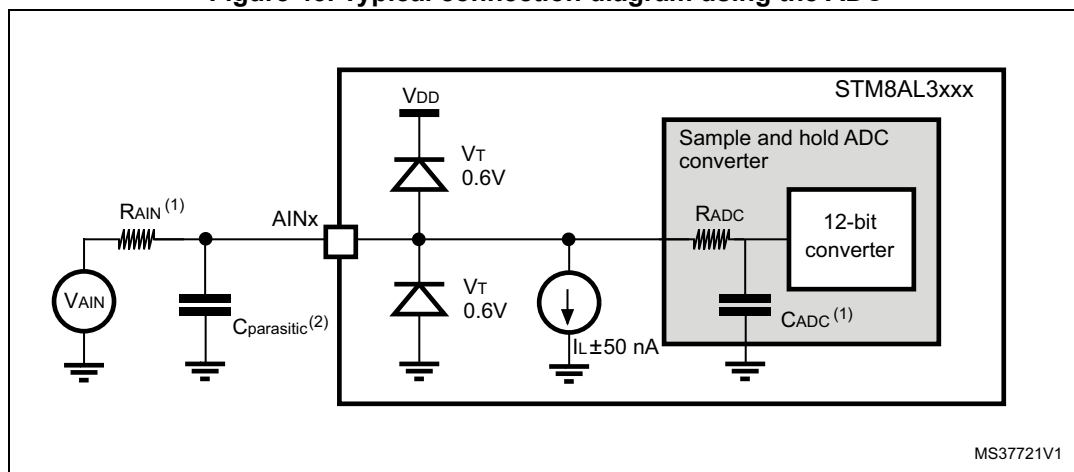 Figure Typical connection diagram using the ADC
STM8AL3xxx
VDD
Sample and hold ADC
converter
VT
0.6V
RAIN (1)
AINx
RADC
12-bit
converter
VAIN
Cparasitic(2)
VT
0.6V
IL±50 nA
CADC (1)
MS37721V1